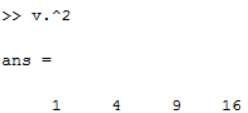 >> v.^2
ans =
1 4 9 16